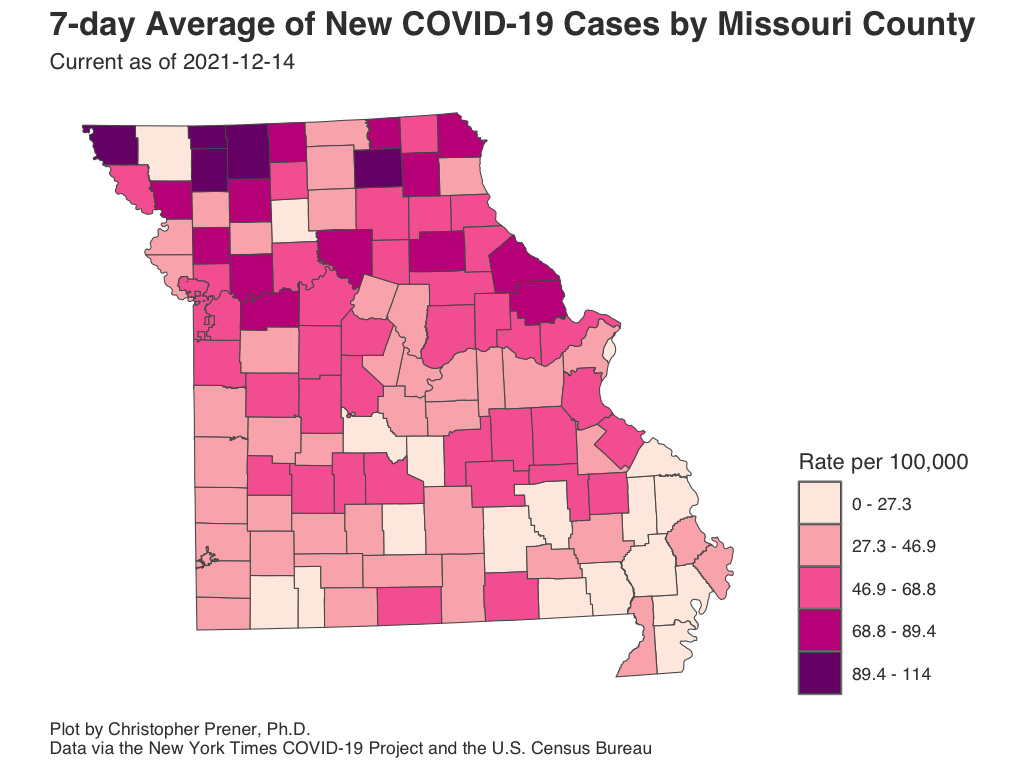 7-day Average of New COVID-19 Cases by Missouri County
Current as of 2021-12-14
Rate per 100,000
0 - 27.3
27.3 - 46.9
46.9 - 68.8
68.8 - 89.4
89.4 - 114
Plot by Christopher Prener, Ph.D.
Data via the New York Times COVID-19 Project and the U.S. Census Bureau